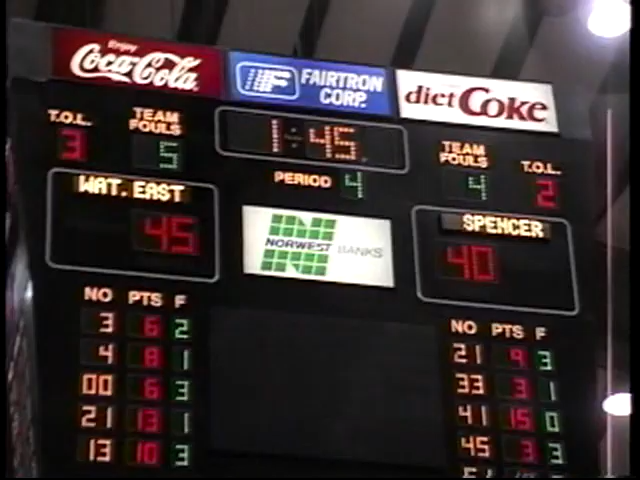 Enjoy
Coca-Cola
FAIRTRON
CORP.
diet Coke
T.O.L.
3
TEAM
FOULS
5
1:45
PERIOD 4
TEAM
FOULS
4
T.O.L.
2
WAT. EAST
45
NORWEST BANKS
SPENCER
40
NO PTS F
3 6 2
4 8 1
00 6 3
21 13 1
13 10 3
NO PTS F
21 9 3
33 3 1
41 15 0
45 3 3